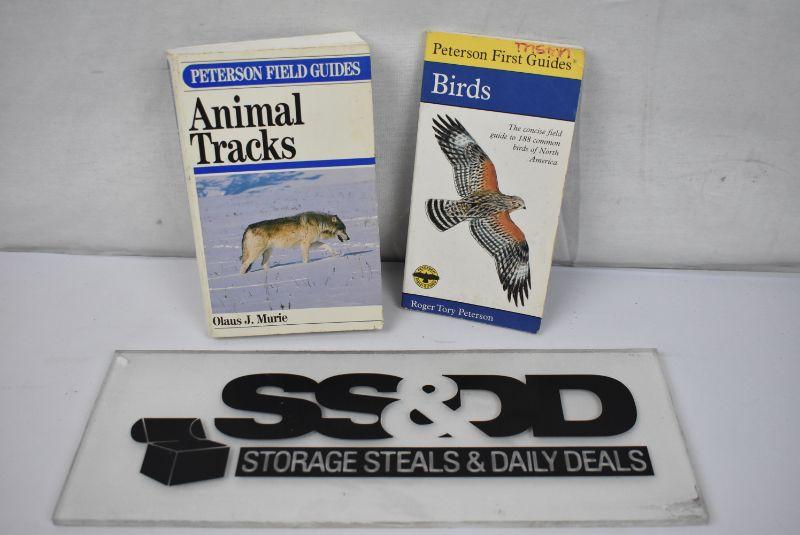 PETERSON FIELD GUIDES
Animal
Tracks
Olaus J. Murie
Peterson First Guides®
Birds
The concise field
guide to 188 common
birds of North
America
Roger Tory Peterson
SS&DD
STORAGE STEALS & DAILY DEALS